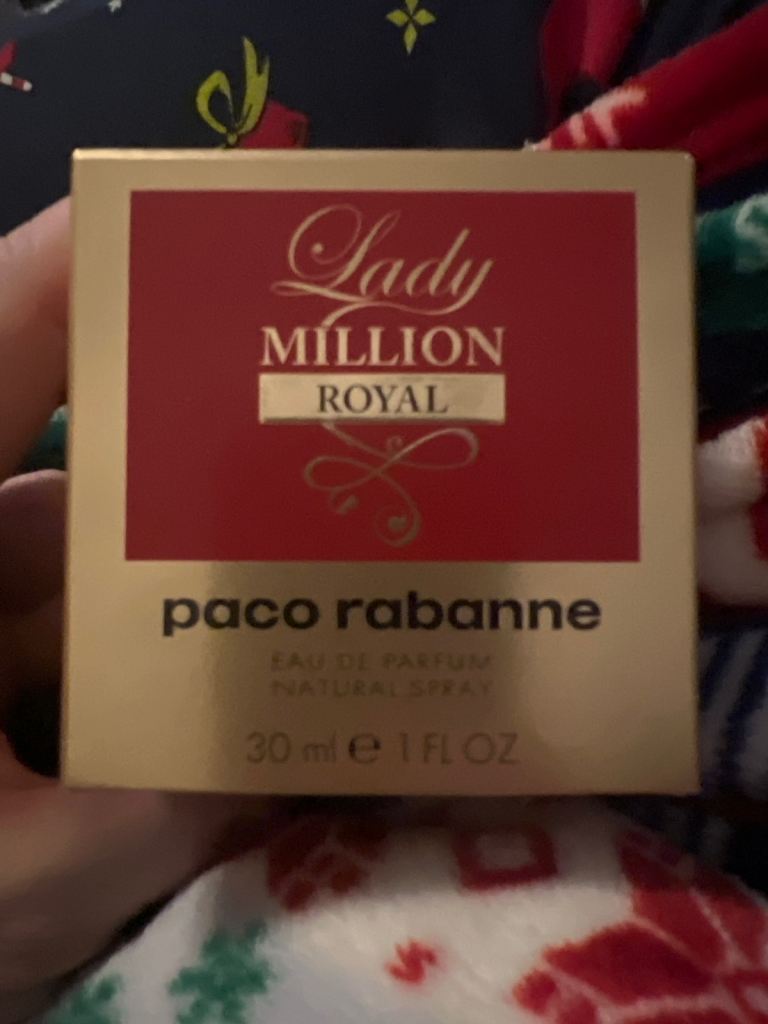 Lady
MILLION
ROYAL
paco rabanne
EAU DE PARFUM
NATURAL SPRAY
30 ml ℮ 1 FL OZ